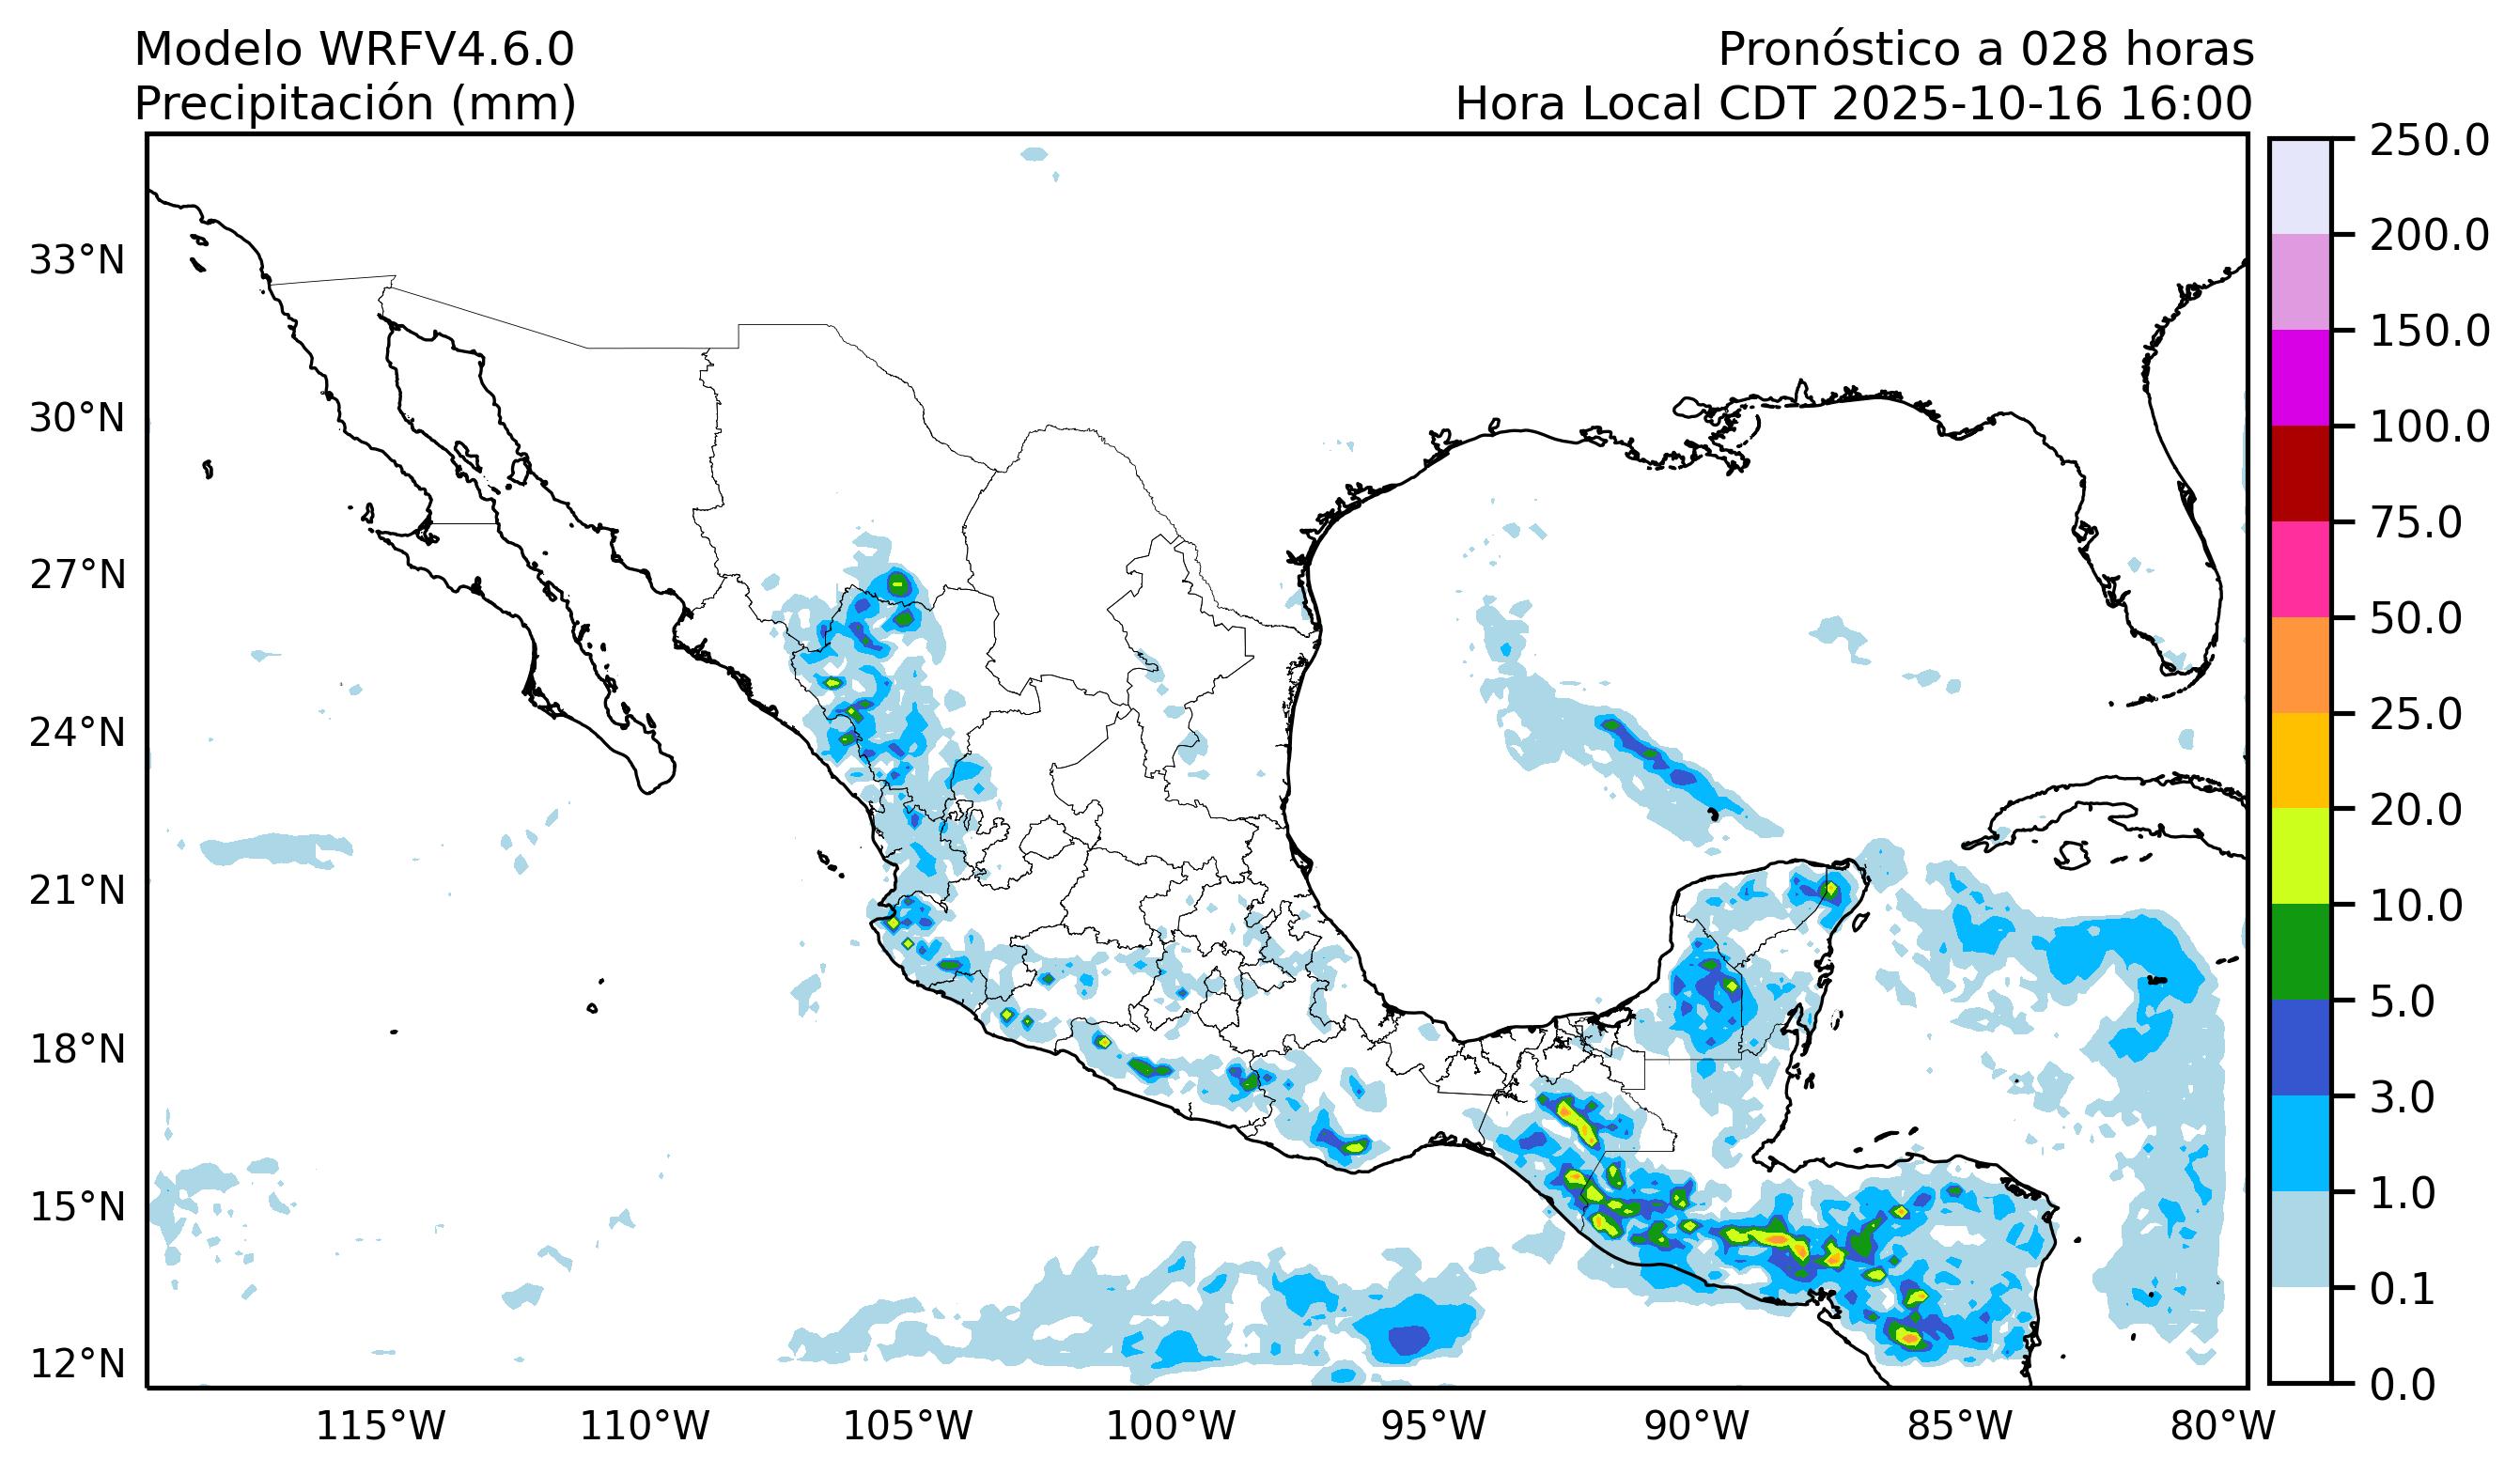 Modelo WRFV4.6.0
Precipitación (mm)
Pronóstico a 028 horas
Hora Local CDT 2025-10-16 16:00
33°N
30°N
27°N
24°N
21°N
18°N
15°N
12°N
115°W
110°W
105°W
100°W
95°W
90°W
85°W
80°W
250.0
200.0
150.0
100.0
75.0
50.0
25.0
20.0
10.0
5.0
3.0
1.0
0.1
0.0